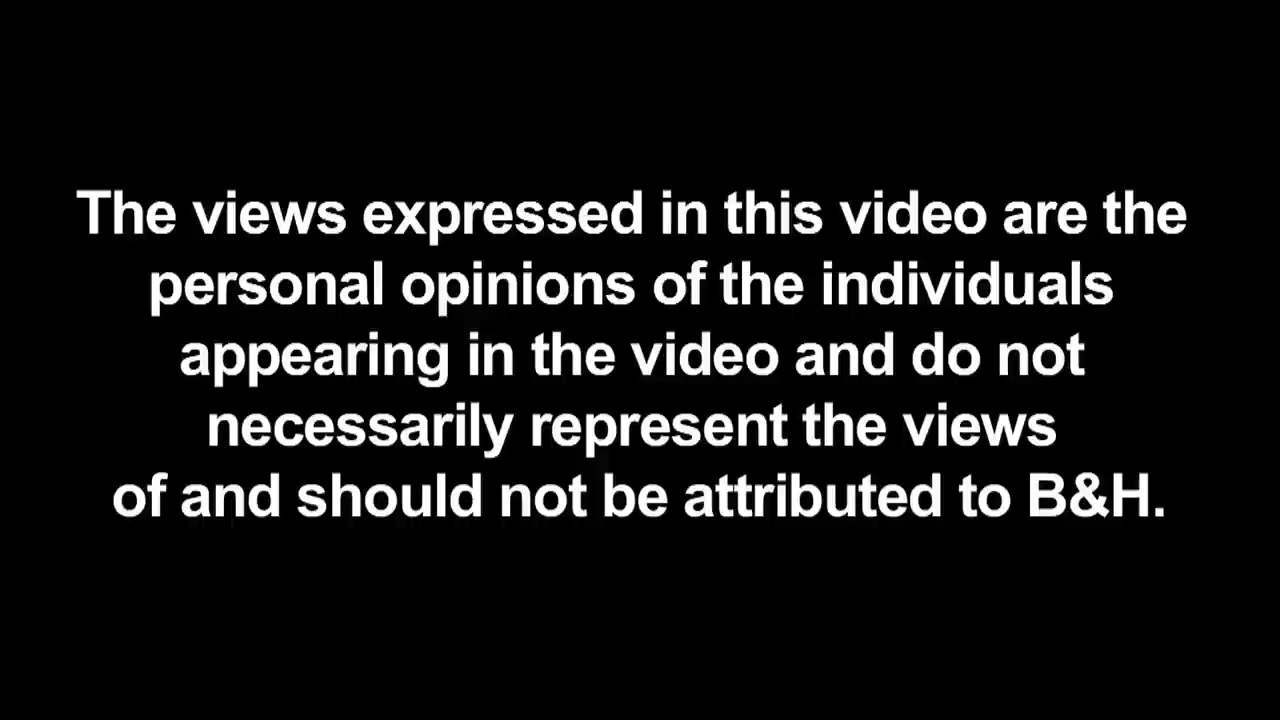 The views expressed in this video are the
personal opinions of the individuals
appearing in the video and do not
necessarily represent the views
of and should not be attributed to B&H.